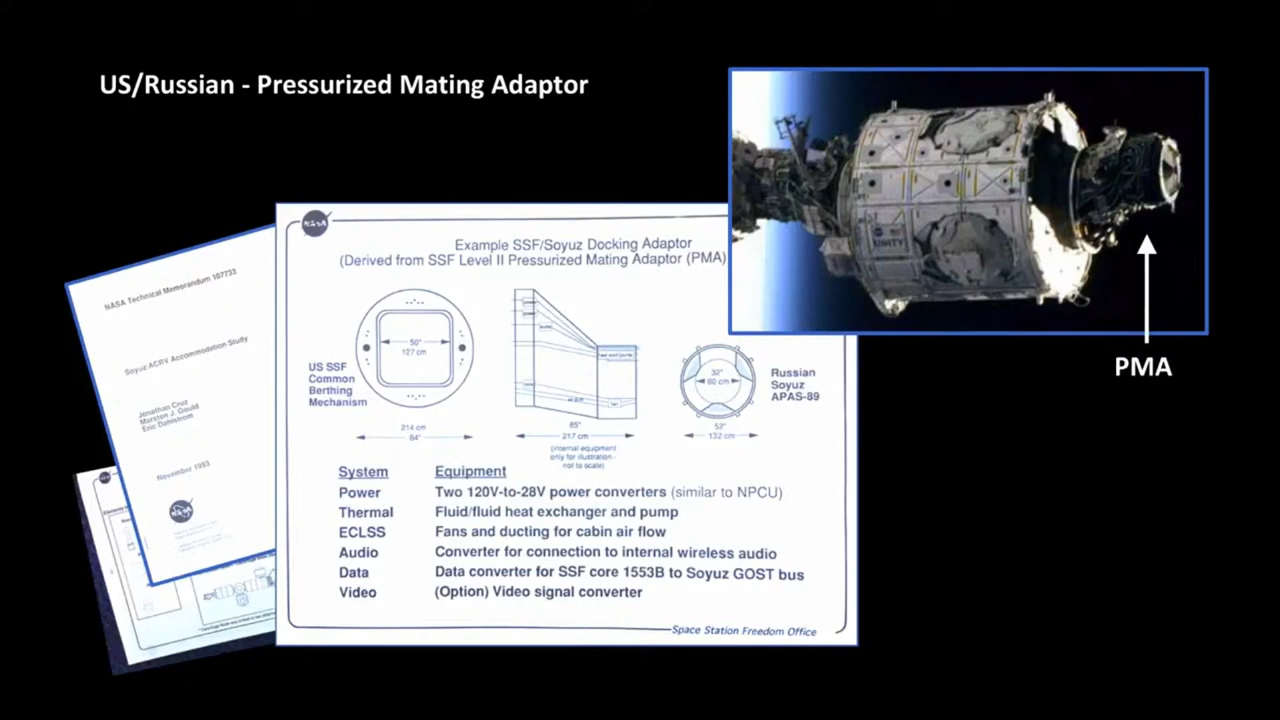 US/Russian - Pressurized Mating Adaptor
UNITY
PMA
NASA Technical Memorandum 107733
Soyuz-ACRV Accommodation Study
Jonathan Cruz
Marston J. Gould
Eric Dahlstrom
November 1993
NASA
NASA
Example SSF/Soyuz Docking Adaptor
(Derived from SSF Level II Pressurized Mating Adaptor (PMA)
50"
127 cm
US SSF
Common
Berthing
Mechanism
214 cm
84"
85"
217 cm
(internal equipment
only for illustration -
not to scale)
32"
80 cm
52"
132 cm
Russian
Soyuz
APAS-89
System Equipment
Power Two 120V-to-28V power converters (similar to NPCU)
Thermal Fluid/fluid heat exchanger and pump
ECLSS Fans and ducting for cabin air flow
Audio Converter for connection to internal wireless audio
Data Data converter for SSF core 1553B to Soyuz GOST bus
Video (Option) Video signal converter
Space Station Freedom Office